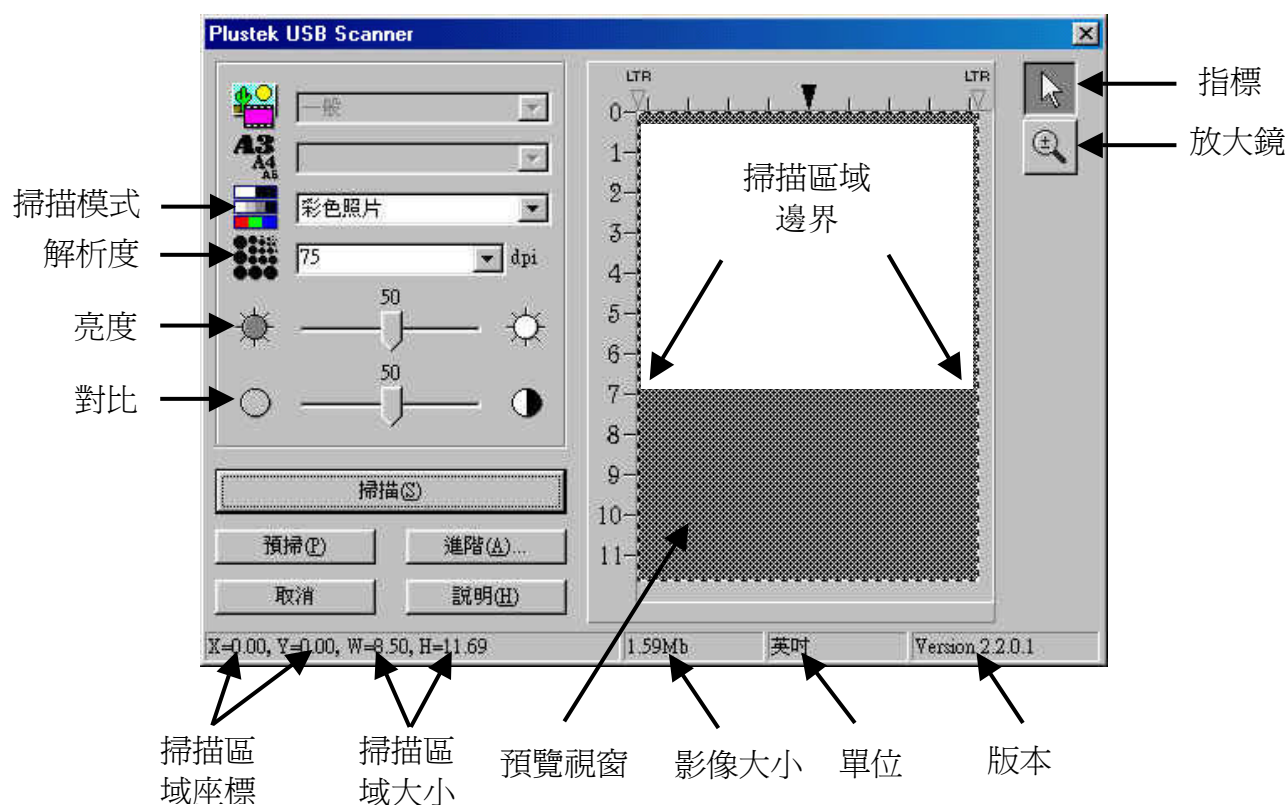 Plustek USB Scanner
一般
A3
A4
A5
彩色照片
75 dpi
50
50
掃描(S)
預掃(P) 進階(A)...
取消 説明(H)
LTR LTR
0
1
2
3
4
5
6
7
8
9
10
11
掃描區域
邊界
X=0.00, Y=0.00, W=8.50, H=11.69 1.59Mb 英吋 Version 2.2.0.1
掃描模式
解析度
亮度
對比
指標
放大鏡
掃描區
域座標
掃描區
域大小
預覽視窗
影像大小
單位
版本